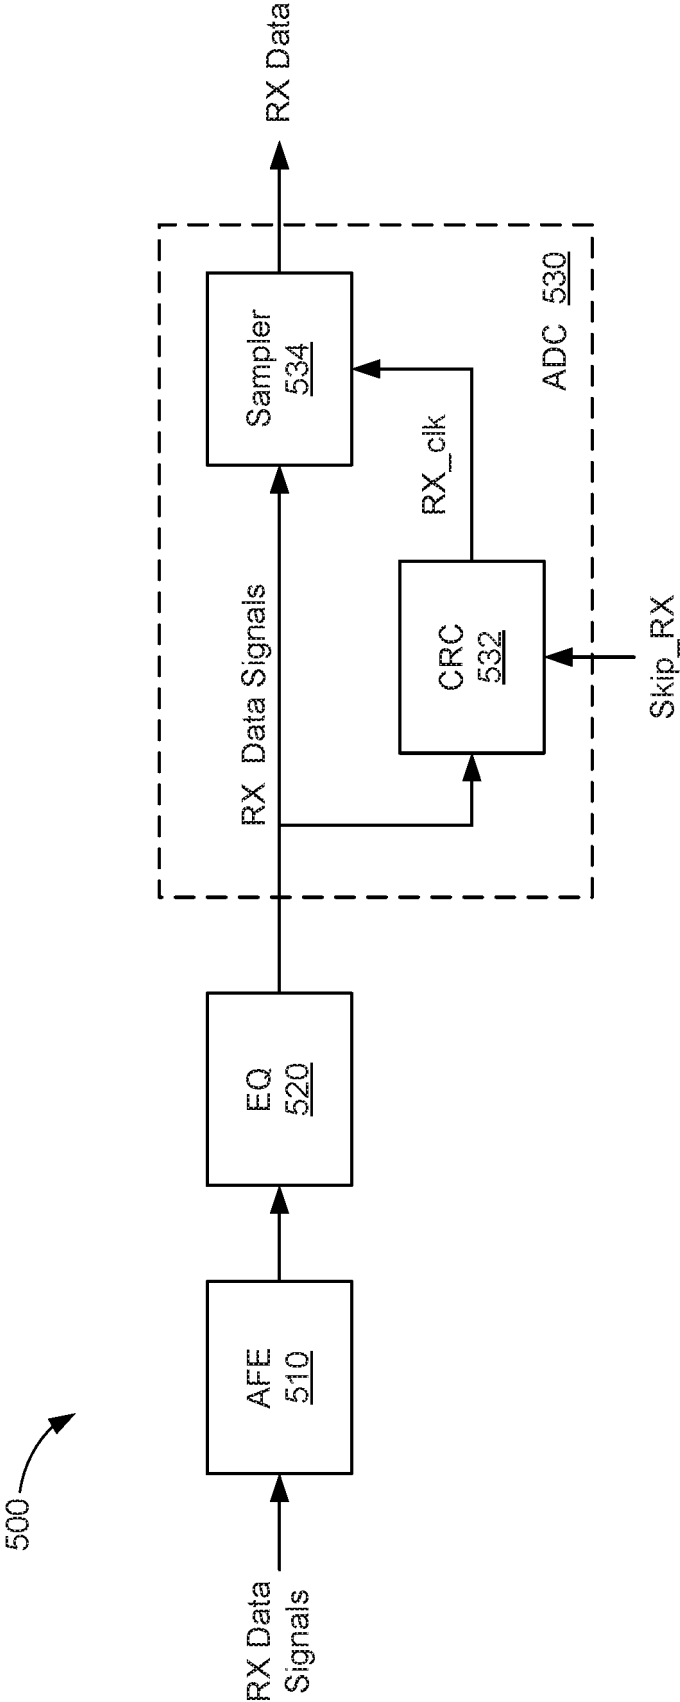 500
RX Data
Signals
AFE
510
EQ
520
RX Data Signals
CRC
532
Skip_RX
RX_clk
Sampler
534
ADC 530
RX Data